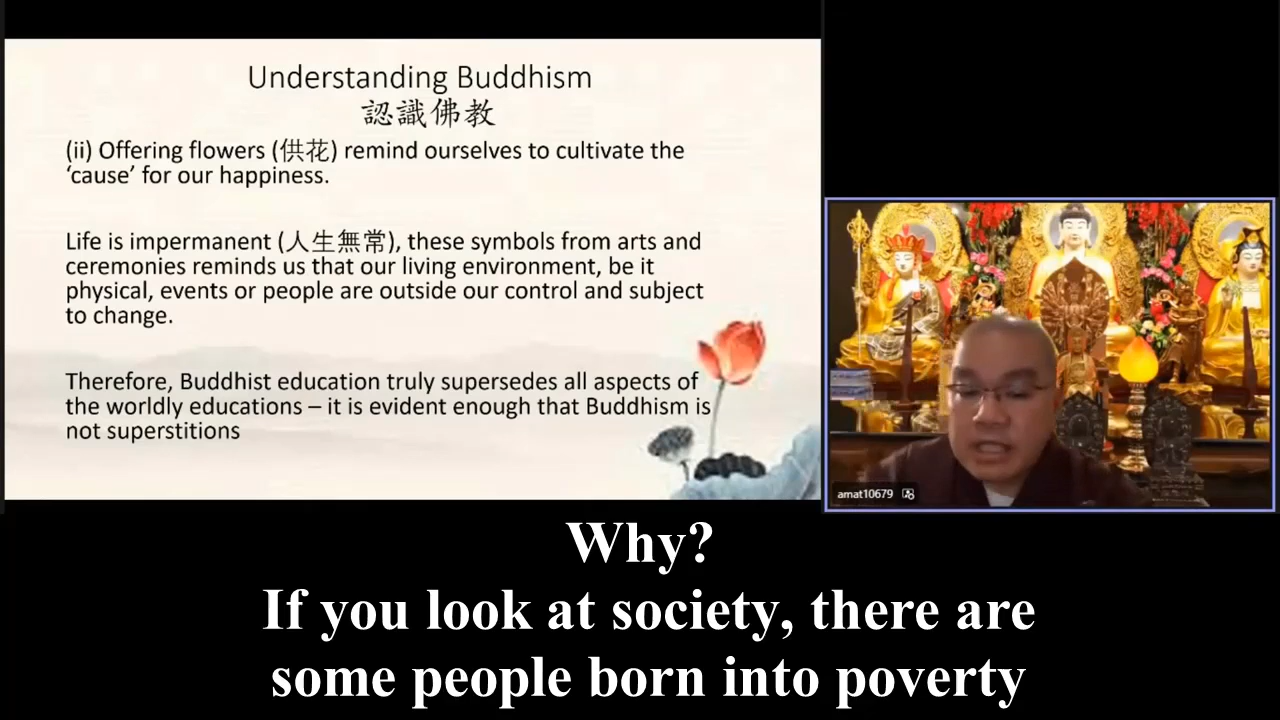 Understanding Buddhism
認識佛教
(ii) Offering flowers (供花) remind ourselves to cultivate the
‘cause’ for our happiness.
Life is impermanent (人生無常), these symbols from arts and
ceremonies reminds us that our living environment, be it
physical, events or people are outside our control and subject
to change.
Therefore, Buddhist education truly supersedes all aspects of
the worldly educations – it is evident enough that Buddhism is
not superstitions
amat10679
Why?
If you look at society, there are
some people born into poverty